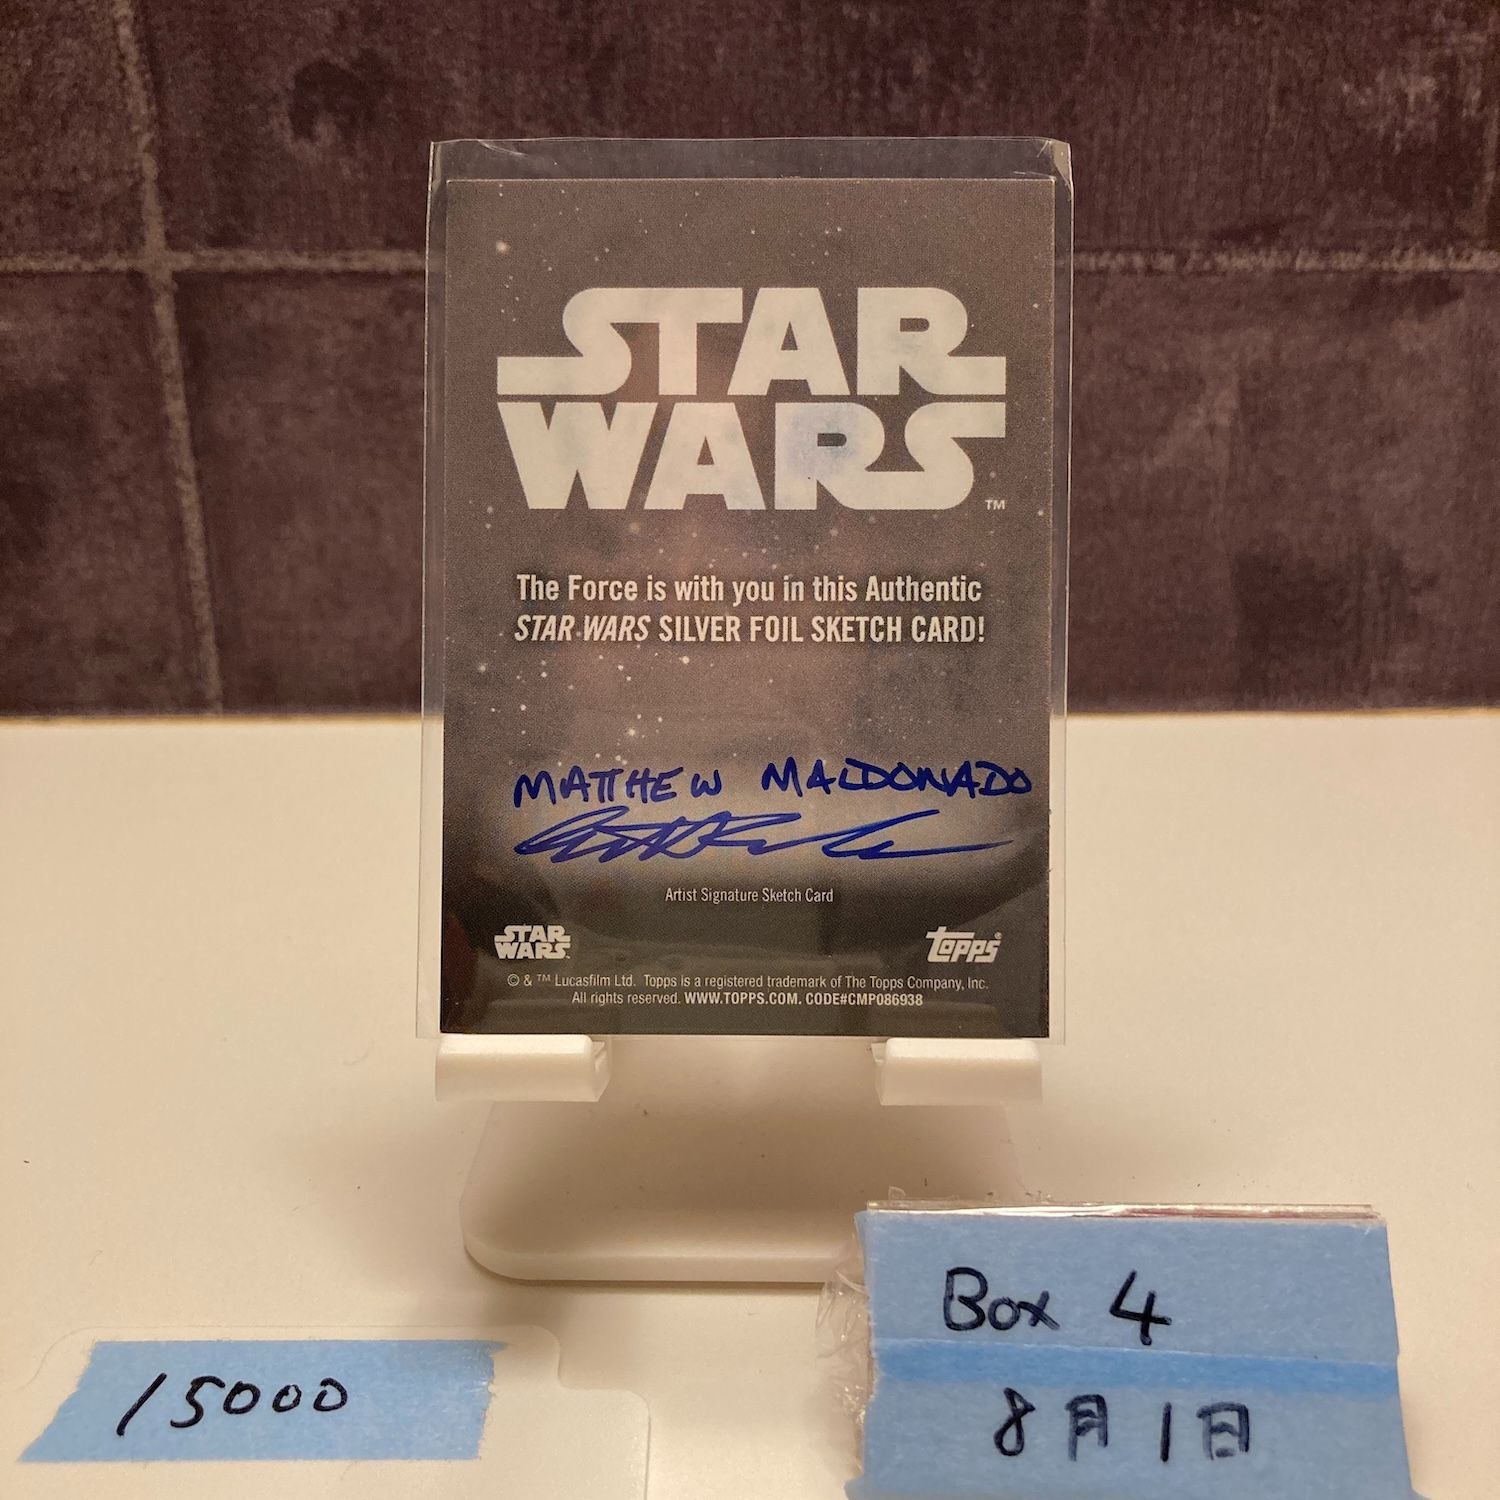 STAR
WARS
TM
The Force is with you in this Authentic
STAR WARS SILVER FOIL SKETCH CARD!
MATTHEW MALDONADO
Artist Signature Sketch Card
STAR
WARS
topps®
© & ™ Lucasfilm Ltd. Topps is a registered trademark of The Topps Company, Inc.
All rights reserved. WWW.TOPPS.COM. CODE#CMP086938
15000
Box 4
8月1日